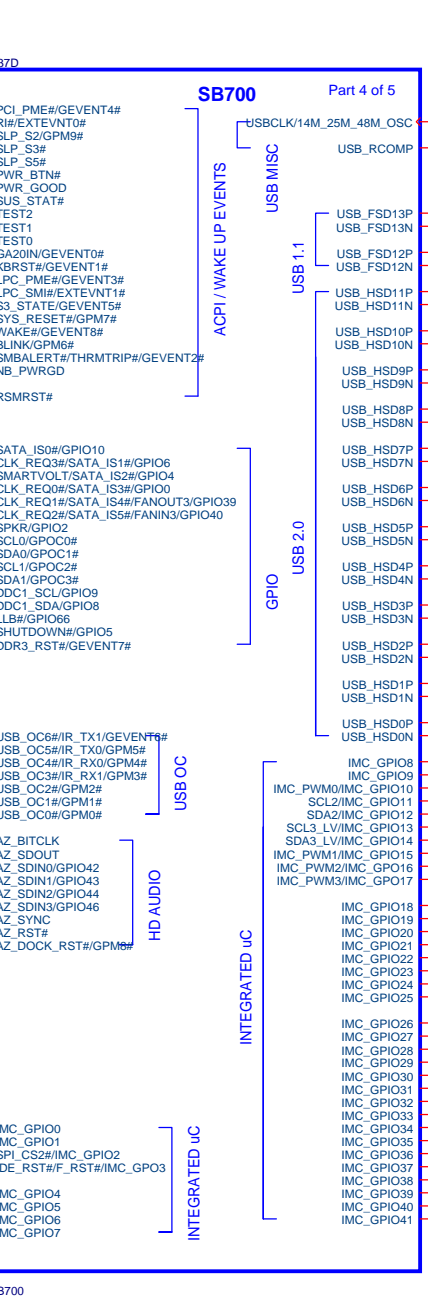 B7D
SB700
Part 4 of 5
PCI_PME#/GEVENT4#
RI#/EXTEVNT0#
SLP_S2/GPM9#
SLP_S3#
SLP_S5#
PWR_BTN#
PWR_GOOD
SUS_STAT#
TEST2
TEST1
TEST0
GA20IN/GEVENT0#
KBRST#/GEVENT1#
LPC_PME#/GEVENT3#
LPC_SMI#/EXTEVNT1#
S3_STATE/GEVENT5#
SYS_RESET#/GPM7#
WAKE#/GEVENT8#
BLINK/GPM6#
SMBALERT#/THRMTRIP#/GEVENT2#
NB_PWRGD
RSMRST#
ACPI / WAKE UP EVENTS
SATA_IS0#/GPIO10
CLK_REQ3#/SATA_IS1#/GPIO6
SMARTVOLT/SATA_IS2#/GPIO4
CLK_REQ0#/SATA_IS3#/GPIO0
CLK_REQ1#/SATA_IS4#/FANOUT3/GPIO39
CLK_REQ2#/SATA_IS5#/FANIN3/GPIO40
SPKR/GPIO2
SCL0/GPOC0#
SDA0/GPOC1#
SCL1/GPOC2#
SDA1/GPOC3#
DDC1_SCL/GPIO9
DDC1_SDA/GPIO8
LLB#/GPIO66
SHUTDOWN#/GPIO5
DDR3_RST#/GEVENT7#
GPIO
USB_OC6#/IR_TX1/GEVENT6#
USB_OC5#/IR_TX0/GPM5#
USB_OC4#/IR_RX0/GPM4#
USB_OC3#/IR_RX1/GPM3#
USB_OC2#/GPM2#
USB_OC1#/GPM1#
USB_OC0#/GPM0#
USB OC
AZ_BITCLK
AZ_SDOUT
AZ_SDIN0/GPIO42
AZ_SDIN1/GPIO43
AZ_SDIN2/GPIO44
AZ_SDIN3/GPIO46
AZ_SYNC
AZ_RST#
AZ_DOCK_RST#/GPM8#
HD AUDIO
IMC_GPIO0
IMC_GPIO1
SPI_CS2#/IMC_GPIO2
IDE_RST#/F_RST#/IMC_GPO3
IMC_GPIO4
IMC_GPIO5
IMC_GPIO6
IMC_GPIO7
INTEGRATED uC
USBCLK/14M_25M_48M_OSC
USB_RCOMP
USB MISC
USB_FSD13P
USB_FSD13N
USB_FSD12P
USB_FSD12N
USB 1.1
USB_HSD11P
USB_HSD11N
USB_HSD10P
USB_HSD10N
USB_HSD9P
USB_HSD9N
USB_HSD8P
USB_HSD8N
USB_HSD7P
USB_HSD7N
USB_HSD6P
USB_HSD6N
USB_HSD5P
USB_HSD5N
USB_HSD4P
USB_HSD4N
USB_HSD3P
USB_HSD3N
USB_HSD2P
USB_HSD2N
USB_HSD1P
USB_HSD1N
USB_HSD0P
USB_HSD0N
USB 2.0
IMC_GPIO8
IMC_GPIO9
IMC_PWM0/IMC_GPIO10
SCL2/IMC_GPIO11
SDA2/IMC_GPIO12
SCL3_LV/IMC_GPIO13
SDA3_LV/IMC_GPIO14
IMC_PWM1/IMC_GPIO15
IMC_PWM2/IMC_GPO16
IMC_PWM3/IMC_GPO17
IMC_GPIO18
IMC_GPIO19
IMC_GPIO20
IMC_GPIO21
IMC_GPIO22
IMC_GPIO23
IMC_GPIO24
IMC_GPIO25
IMC_GPIO26
IMC_GPIO27
IMC_GPIO28
IMC_GPIO29
IMC_GPIO30
IMC_GPIO31
IMC_GPIO32
IMC_GPIO33
IMC_GPIO34
IMC_GPIO35
IMC_GPIO36
IMC_GPIO37
IMC_GPIO38
IMC_GPIO39
IMC_GPIO40
IMC_GPIO41
INTEGRATED uC
B700